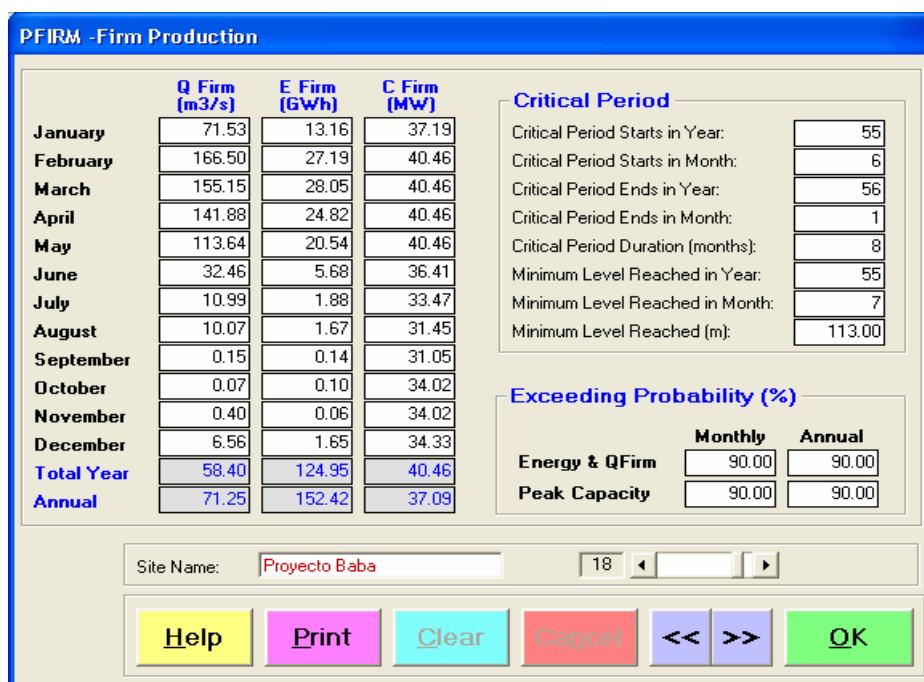 PFIRM -Firm Production
Q Firm (m3/s) E Firm (GWh) C Firm (MW)
January 71.53 13.16 37.19
February 166.50 27.19 40.46
March 155.15 28.05 40.46
April 141.88 24.82 40.46
May 113.64 20.54 40.46
June 32.46 5.68 36.41
July 10.99 1.88 33.47
August 10.07 1.67 31.45
September 0.15 0.14 31.05
October 0.07 0.10 34.02
November 0.40 0.06 34.02
December 6.56 1.65 34.33
Total Year 58.40 124.95 40.46
Annual 71.25 152.42 37.09
Critical Period
Critical Period Starts in Year: 55
Critical Period Starts in Month: 6
Critical Period Ends in Year: 56
Critical Period Ends in Month: 1
Critical Period Duration (months): 8
Minimum Level Reached in Year: 55
Minimum Level Reached in Month: 7
Minimum Level Reached (m): 113.00
Exceeding Probability (%)
Monthly Annual
Energy & QFirm 90.00 90.00
Peak Capacity 90.00 90.00
Site Name: Proyecto Baba 18
Help Print Clear Cancel << >> OK